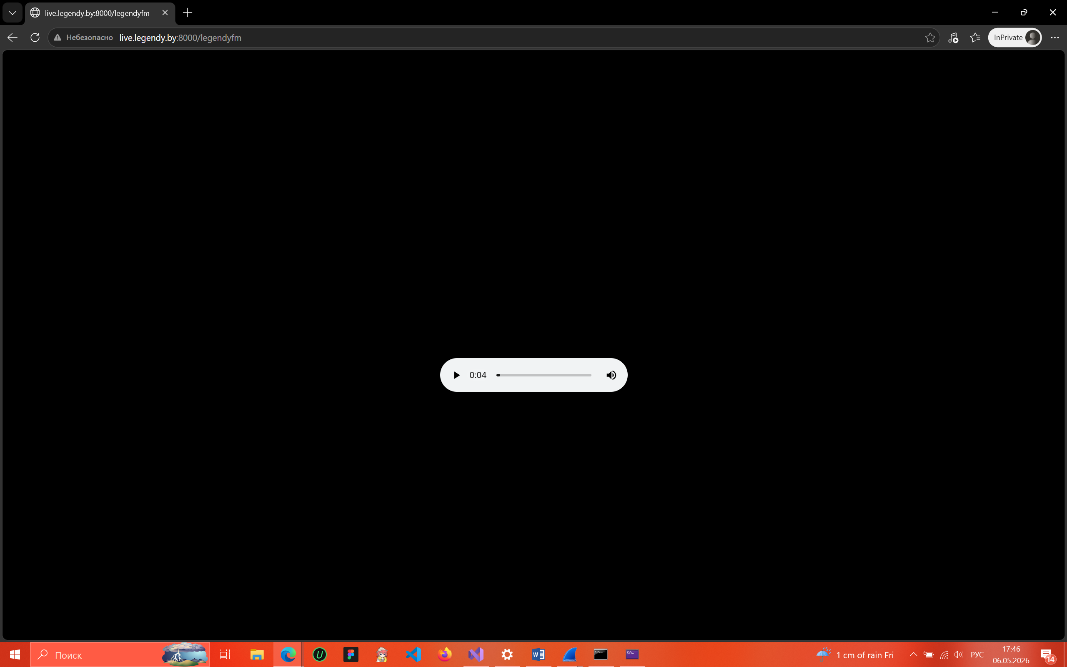 live.legendy.by:8000/legendyfm
Небезопасно live.legendy.by:8000/legendyfm InPrivate
0:04
Поиск 1 cm of rain Fri РУС 17:46
06.05.2026 14